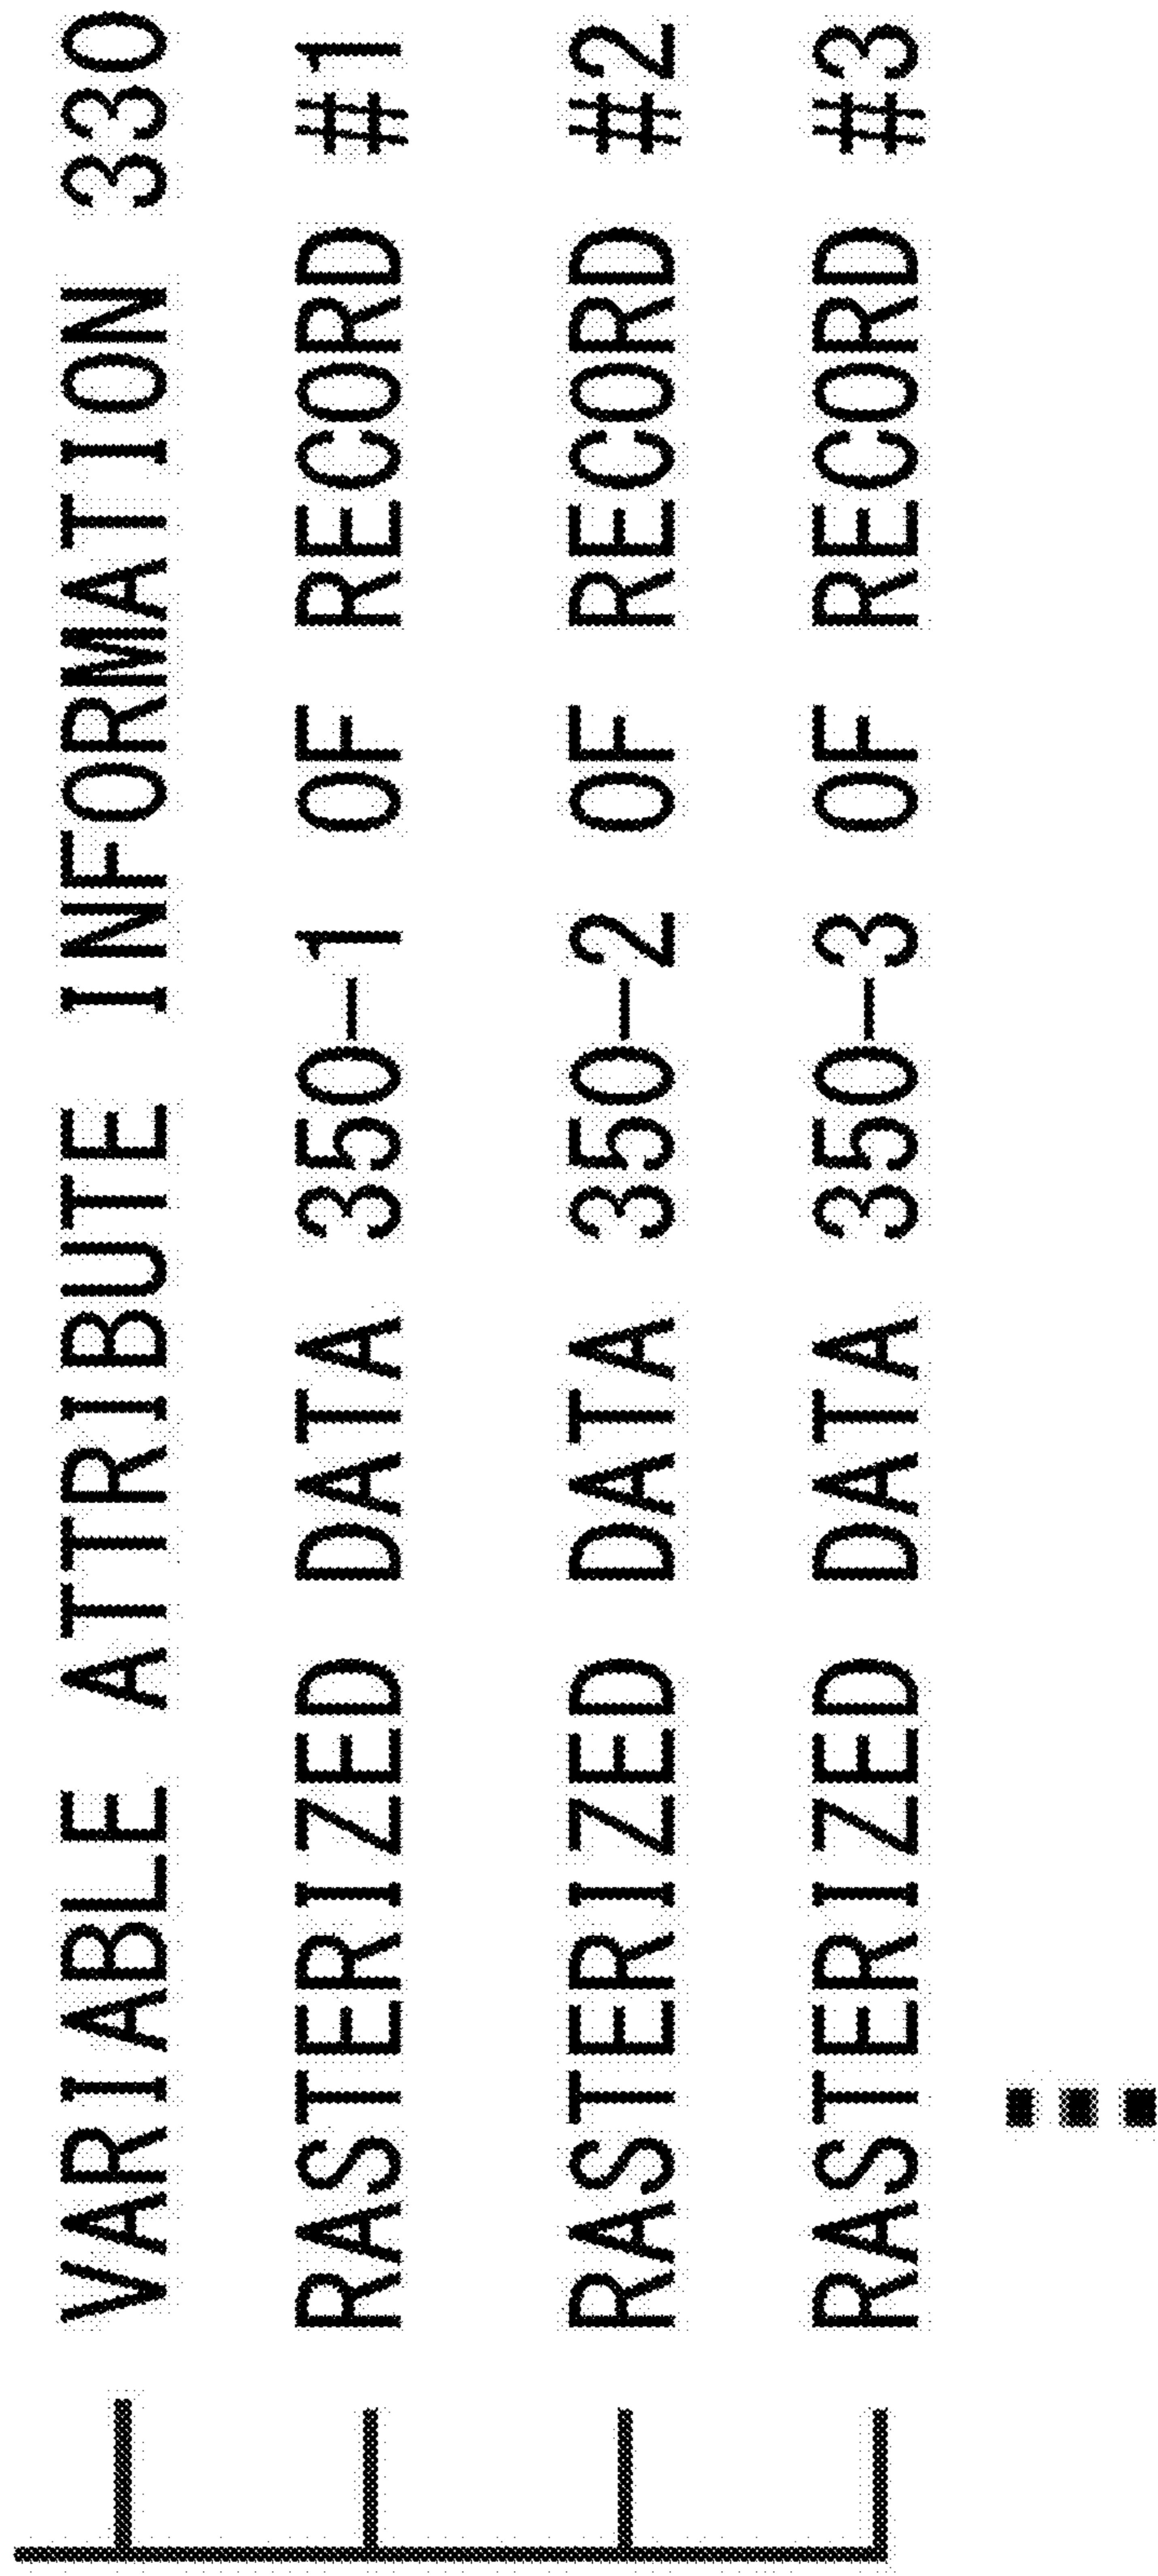 VARIABLE ATTRIBUTE INFORMATION 330
RASTERIZED DATA 350-1 OF RECORD #1
RASTERIZED DATA 350-2 OF RECORD #2
RASTERIZED DATA 350-3 OF RECORD #3